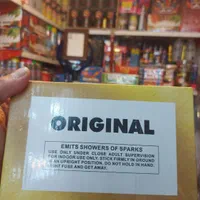 ORIGINAL
EMITS SHOWERS OF SPARKS
USE ONLY UNDER CLOSE ADULT SUPERVISION
FOR INDOOR USE ONLY. STICK FIRMLY IN GROUND
IN AN UPRIGHT POSITION. DO NOT HOLD IN HAND.
LIGHT FUSE AND GET AWAY.